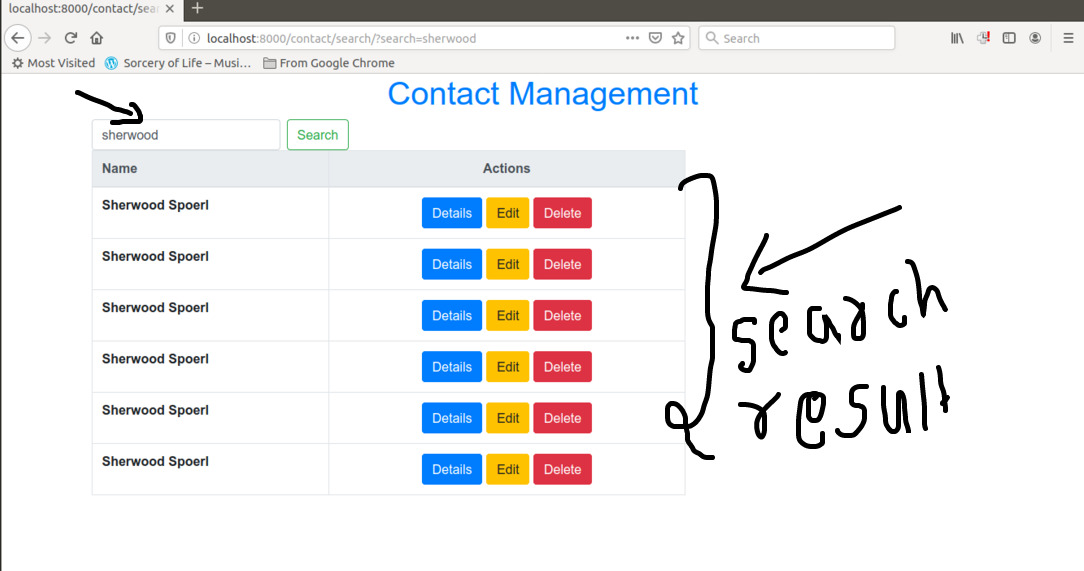 localhost:8000/contact/sear
localhost:8000/contact/search/?search=sherwood
Search
Most Visited
Sorcery of Life – Musi…
From Google Chrome
Contact Management
sherwood
Search
Name Actions
Sherwood Spoerl Details Edit Delete
Sherwood Spoerl Details Edit Delete
Sherwood Spoerl Details Edit Delete
Sherwood Spoerl Details Edit Delete
Sherwood Spoerl Details Edit Delete
Sherwood Spoerl Details Edit Delete
search
result